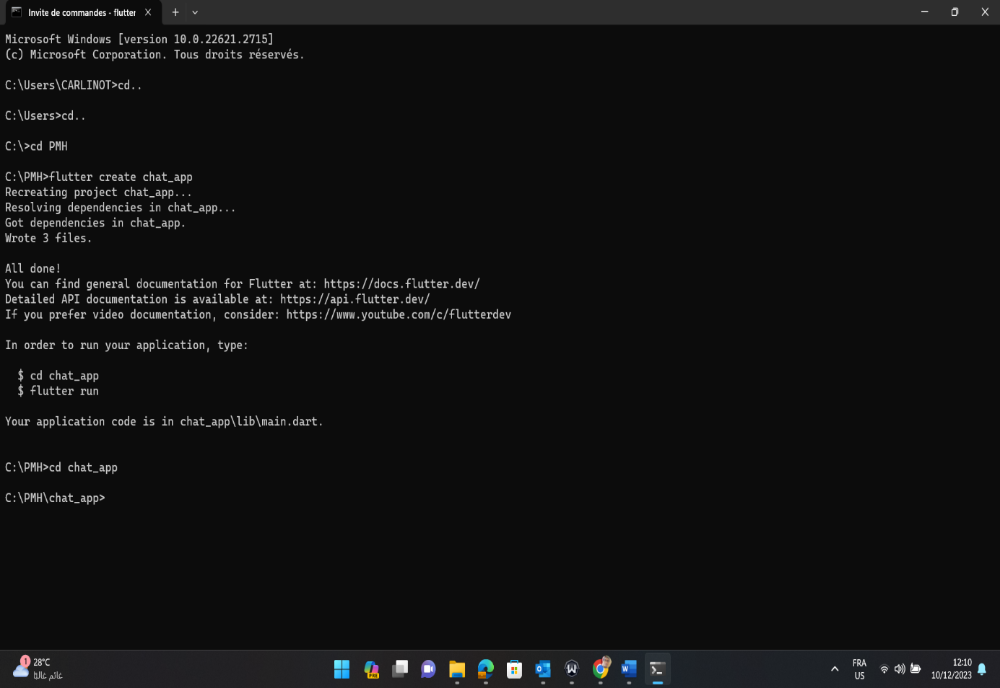 Invite de commandes - flutter
Microsoft Windows [version 10.0.22621.2715]
(c) Microsoft Corporation. Tous droits réservés.
C:\Users\CARLINOT>cd..
C:\Users>cd..
C:\>cd PMH
C:\PMH>flutter create chat_app
Recreating project chat_app...
Resolving dependencies in chat_app...
Got dependencies in chat_app.
Wrote 3 files.
All done!
You can find general documentation for Flutter at: https://docs.flutter.dev/
Detailed API documentation is available at: https://api.flutter.dev/
If you prefer video documentation, consider: https://www.youtube.com/c/flutterdev
In order to run your application, type:
$ cd chat_app
$ flutter run
Your application code is in chat_app\lib\main.dart.
C:\PMH>cd chat_app
C:\PMH\chat_app>
1
28°C
غائم غالبًا
PRE
FRA
US
12:10
10/12/2023